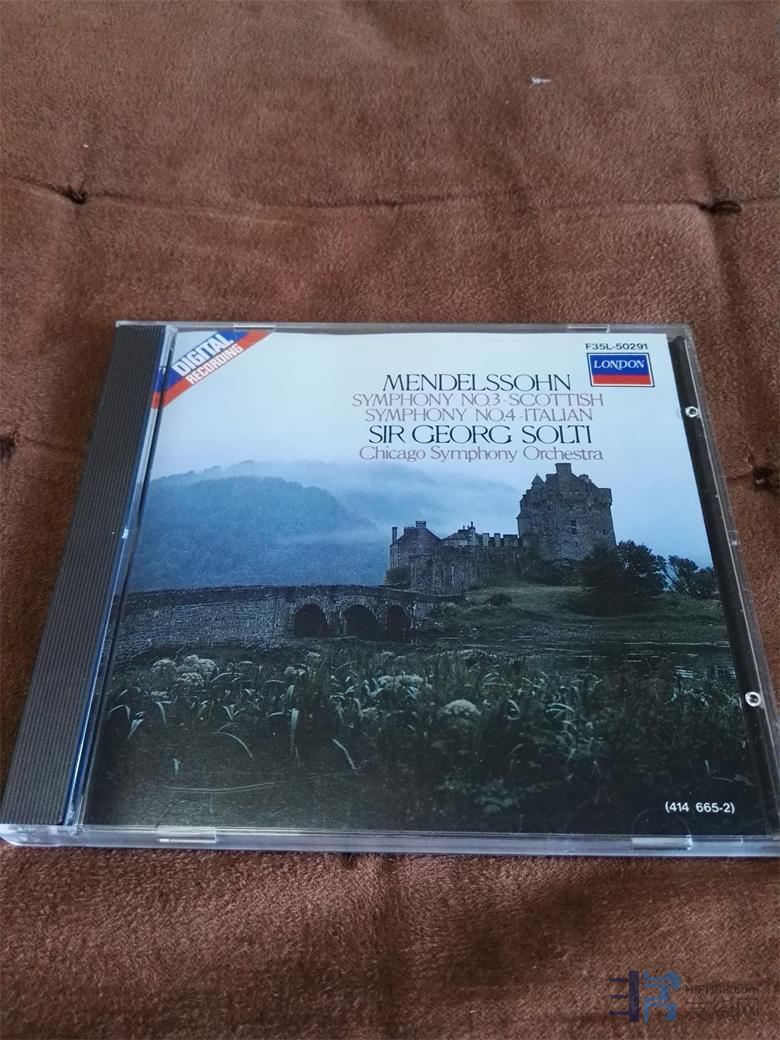 DIGITAL
RECORDING
F35L-50291
LONDON
MENDELSSOHN
SYMPHONY NO.3·SCOTTISH
SYMPHONY NO.4·ITALIAN
SIR GEORG SOLTI
Chicago Symphony Orchestra
(414 665-2)